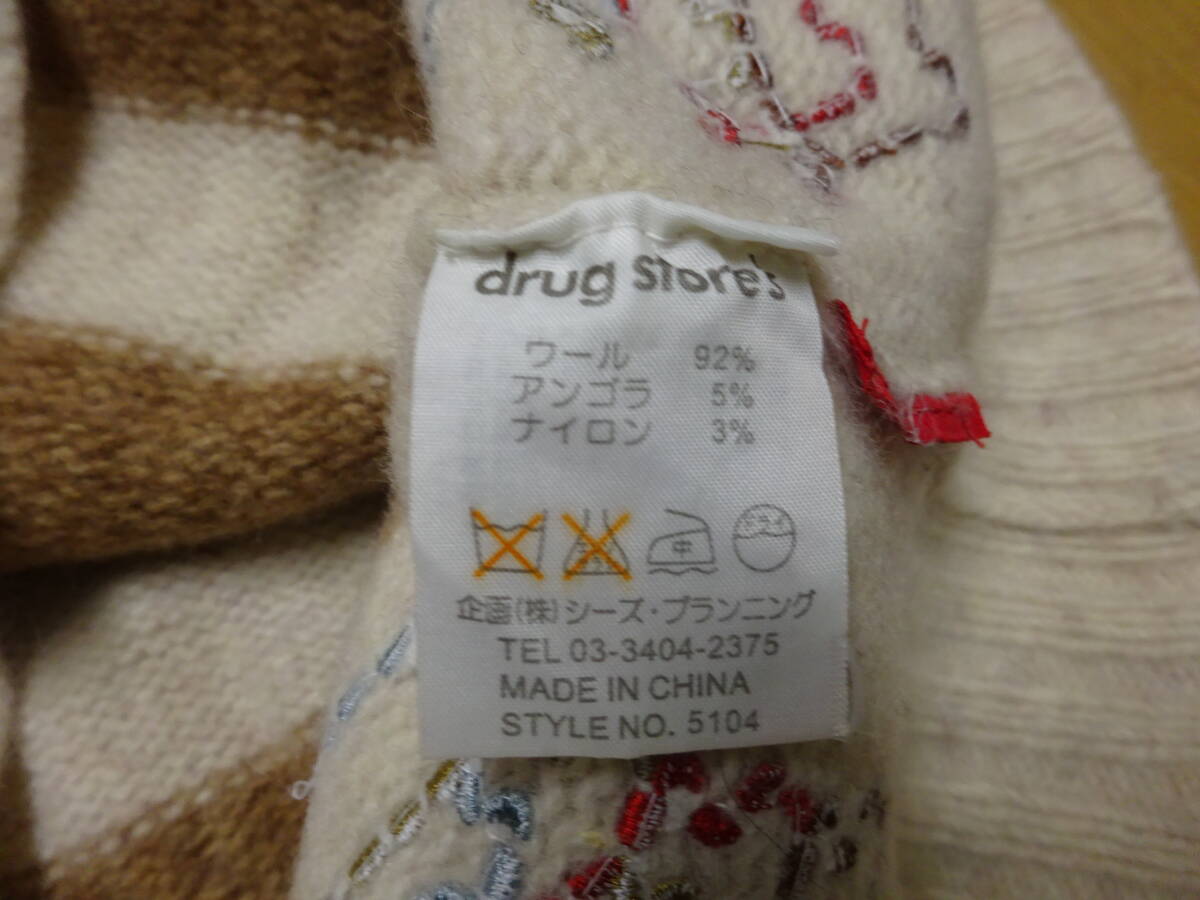 drug store's
ウール 92%
アンゴラ 5%
ナイロン 3%
中 ドライ
企画(株)シーズ・プランニング
TEL 03-3404-2375
MADE IN CHINA
STYLE NO. 5104